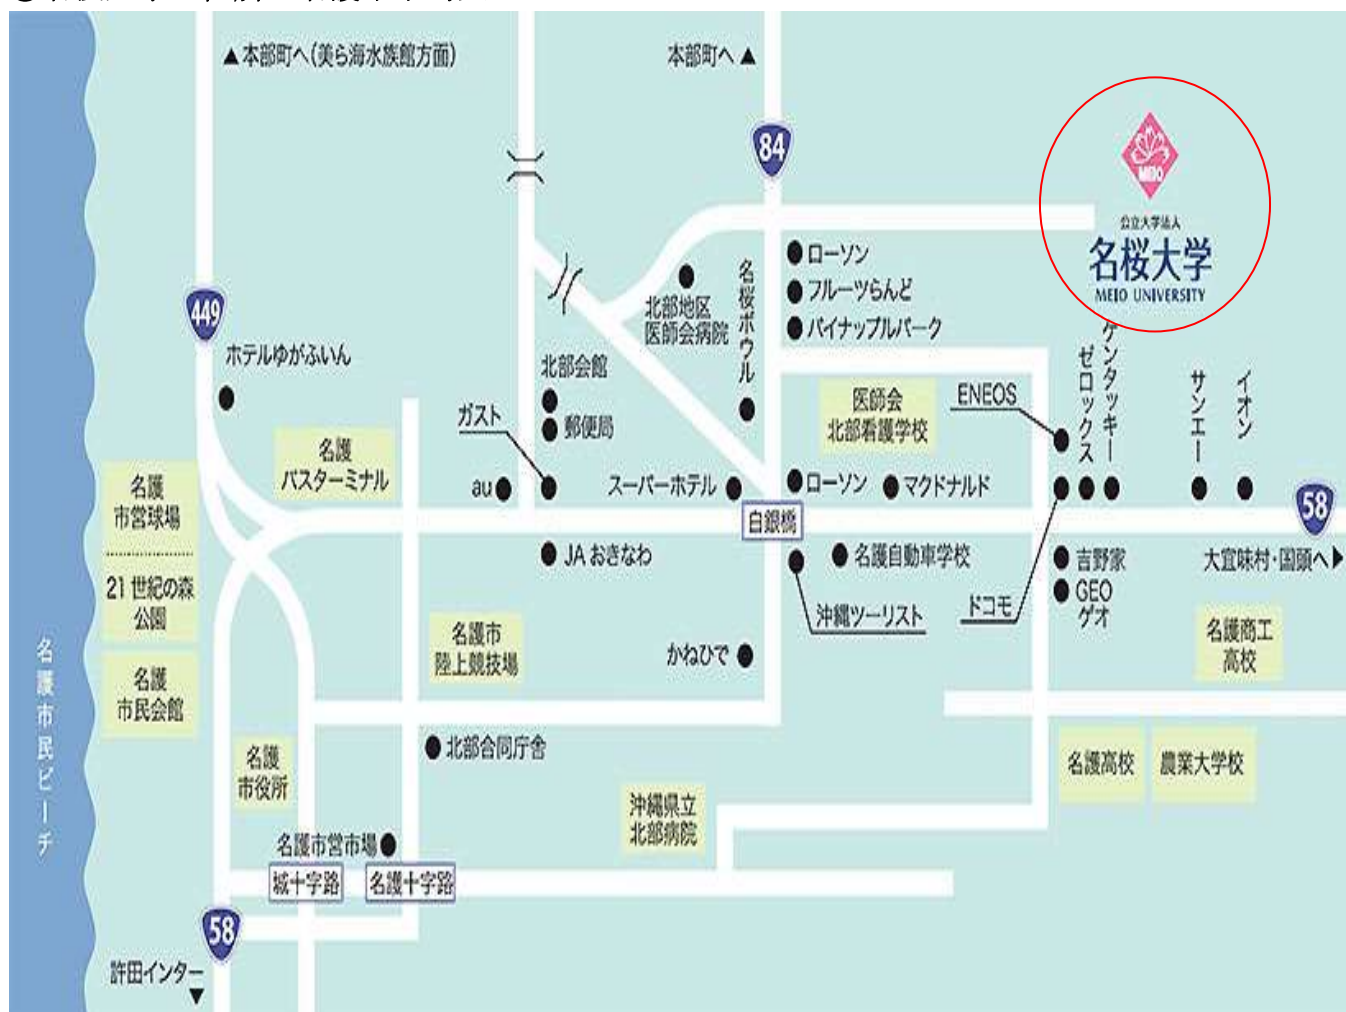 ▲本部町へ(美ら海水族館方面)
本部町へ▲
84
MEIO
公立大学法人
名桜大学
MEIO UNIVERSITY
449
ホテルゆがふいん
北部地区
医師会病院
名桜ボウル
ローソン
フルーツらんど
パイナップルパーク
北部会館
郵便局
ガスト
au
名護
バスターミナル
スーパーホテル
医師会
北部看護学校
ENEOS
ゼロックス
ケンタッキー
サンエー
イオン
ローソン
マクドナルド
58
白銀橋
名護
市営球場
21世紀の森
公園
名護
市民会館
JAおきなわ
名護自動車学校
沖縄ツーリスト
ドコモ
吉野家
GEO
ゲオ
大宜味村・国頭へ▶
名護商工
高校
名護市
陸上競技場
かねひで
名護市民ビーチ
名護
市役所
北部合同庁舎
名護高校
農業大学校
沖縄県立
北部病院
名護市営市場
城十字路
名護十字路
58
許田インター
▼